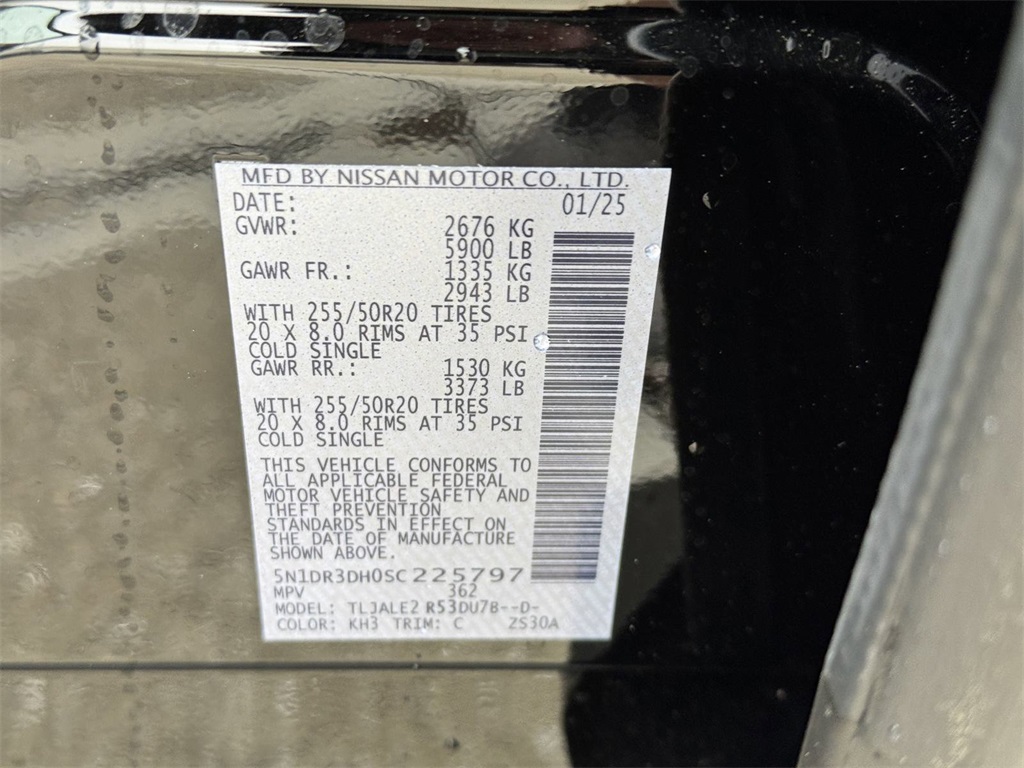 MFD BY NISSAN MOTOR CO., LTD.
DATE: 01/25
GVWR: 2676 KG
5900 LB
GAWR FR.: 1335 KG
2943 LB
WITH 255/50R20 TIRES
20 X 8.0 RIMS AT 35 PSI
COLD SINGLE
GAWR RR.: 1530 KG
3373 LB
WITH 255/50R20 TIRES
20 X 8.0 RIMS AT 35 PSI
COLD SINGLE
THIS VEHICLE CONFORMS TO
ALL APPLICABLE FEDERAL
MOTOR VEHICLE SAFETY AND
THEFT PREVENTION
STANDARDS IN EFFECT ON
THE DATE OF MANUFACTURE
SHOWN ABOVE.
5N1DR3DH0SC225797
MPV 362
MODEL: TLJALE2 R53DU7B--D-
COLOR: KH3 TRIM: C ZS30A